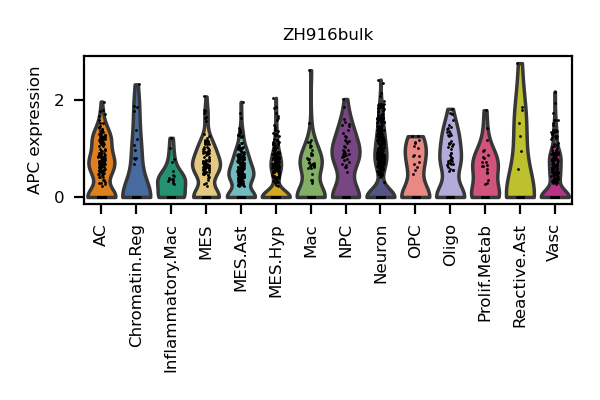 ZH916bulk
APC expression
2
0
AC
Chromatin.Reg
Inflammatory.Mac
MES
MES.Ast
MES.Hyp
Mac
NPC
Neuron
OPC
Oligo
Prolif.Metab
Reactive.Ast
Vasc